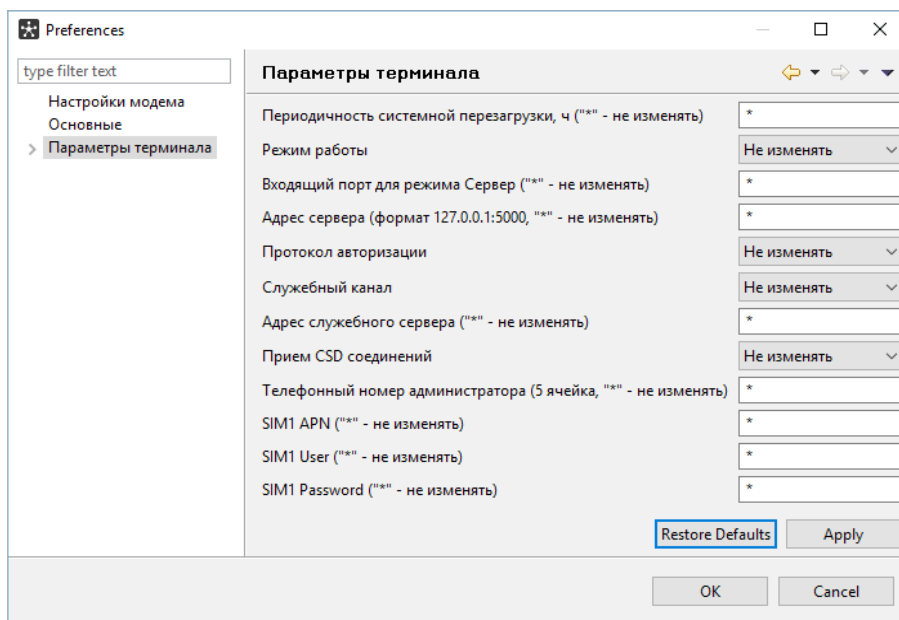 Preferences
type filter text
Настройки модема
Основные
Параметры терминала
Параметры терминала
Периодичность системной перезагрузки, ч ("*" - не изменять) *
Режим работы Не изменять
Входящий порт для режима Сервер ("*" - не изменять) *
Адрес сервера (формат 127.0.0.1:5000, "*" - не изменять) *
Протокол авторизации Не изменять
Служебный канал Не изменять
Адрес служебного сервера ("*" - не изменять) *
Прием CSD соединений Не изменять
Телефонный номер администратора (5 ячейка, "*" - не изменять) *
SIM1 APN ("*" - не изменять) *
SIM1 User ("*" - не изменять) *
SIM1 Password ("*" - не изменять) *
Restore Defaults Apply
OK Cancel